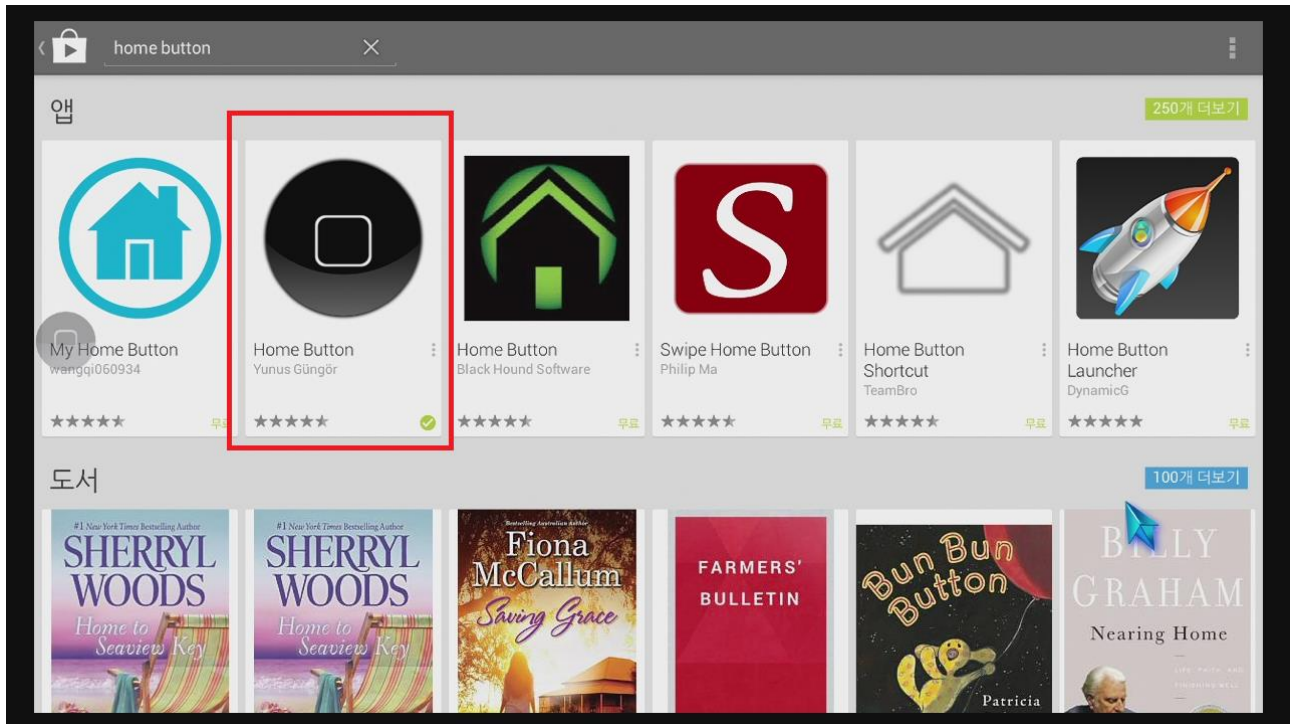 home button
앱
250개 더보기
My Home Button
wangqi060934
무료
Home Button
Yunus Güngör
Home Button
Black Hound Software
무료
S
Swipe Home Button
Philip Ma
무료
Home Button
Shortcut
TeamBro
무료
Home Button
Launcher
DynamicG
무료
도서
100개 더보기
#1 New York Times Bestselling Author
SHERRYL
WOODS
Home to
Seaview Key
#1 New York Times Bestselling Author
SHERRYL
WOODS
Home to
Seaview Key
Bestselling Australian author
Fiona
McCallum
Saving Grace
FARMERS'
BULLETIN
Bun Bun
Button
Patricia
BILLY
GRAHAM
Nearing Home
LIFE, FAITH, AND
FINISHING WELL